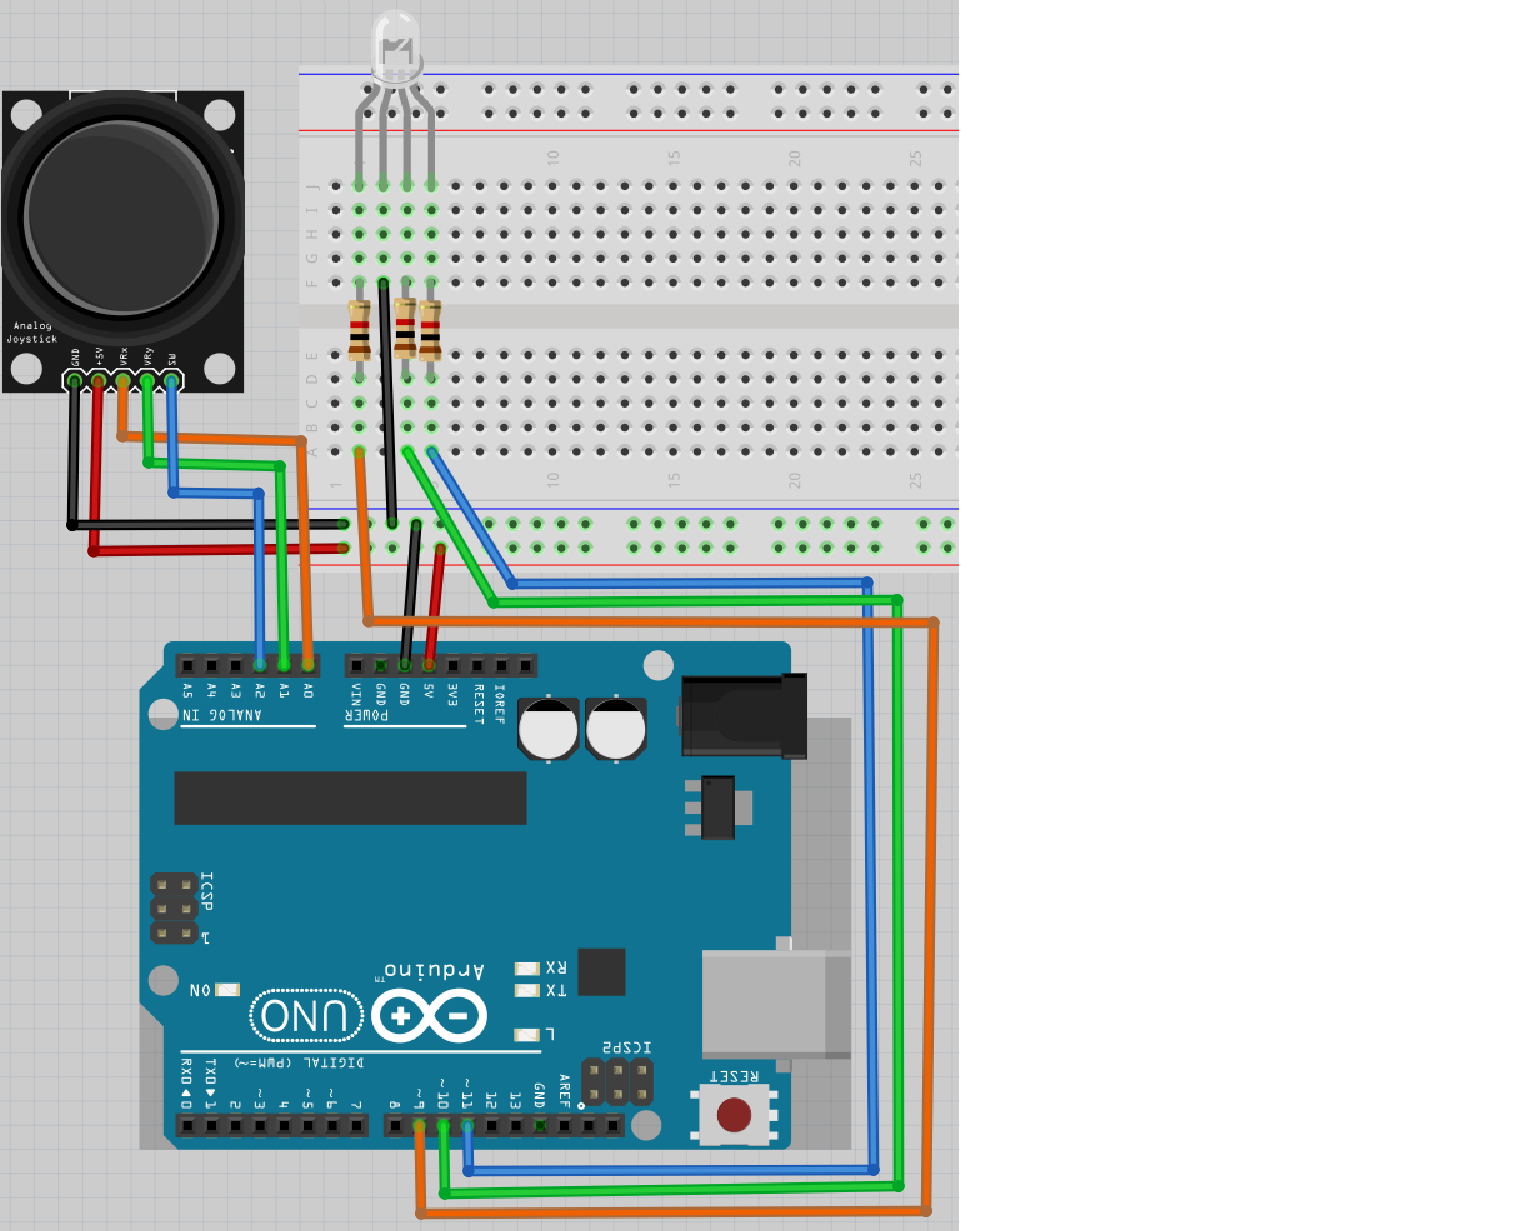 10 15 20 25
J
I
H
G
F
Analog
Joystick
GND +5V VRx VRy SW
E
D
C
B
A
1 10 15 20 25
A5 A4 A3 A2 A1 A0 VIN GND GND 5V 3V3 RESET IOREF
ANALOG IN POWER
ICSP
1
Arduino™ RX
ON UNO TX
L
ICSP2
DIGITAL (PWM=~)
RESET
RXD◀0 TXD▶1 2 ~3 4 ~5 ~6 7 8 ~9 ~10 ~11 12 13 GND AREF